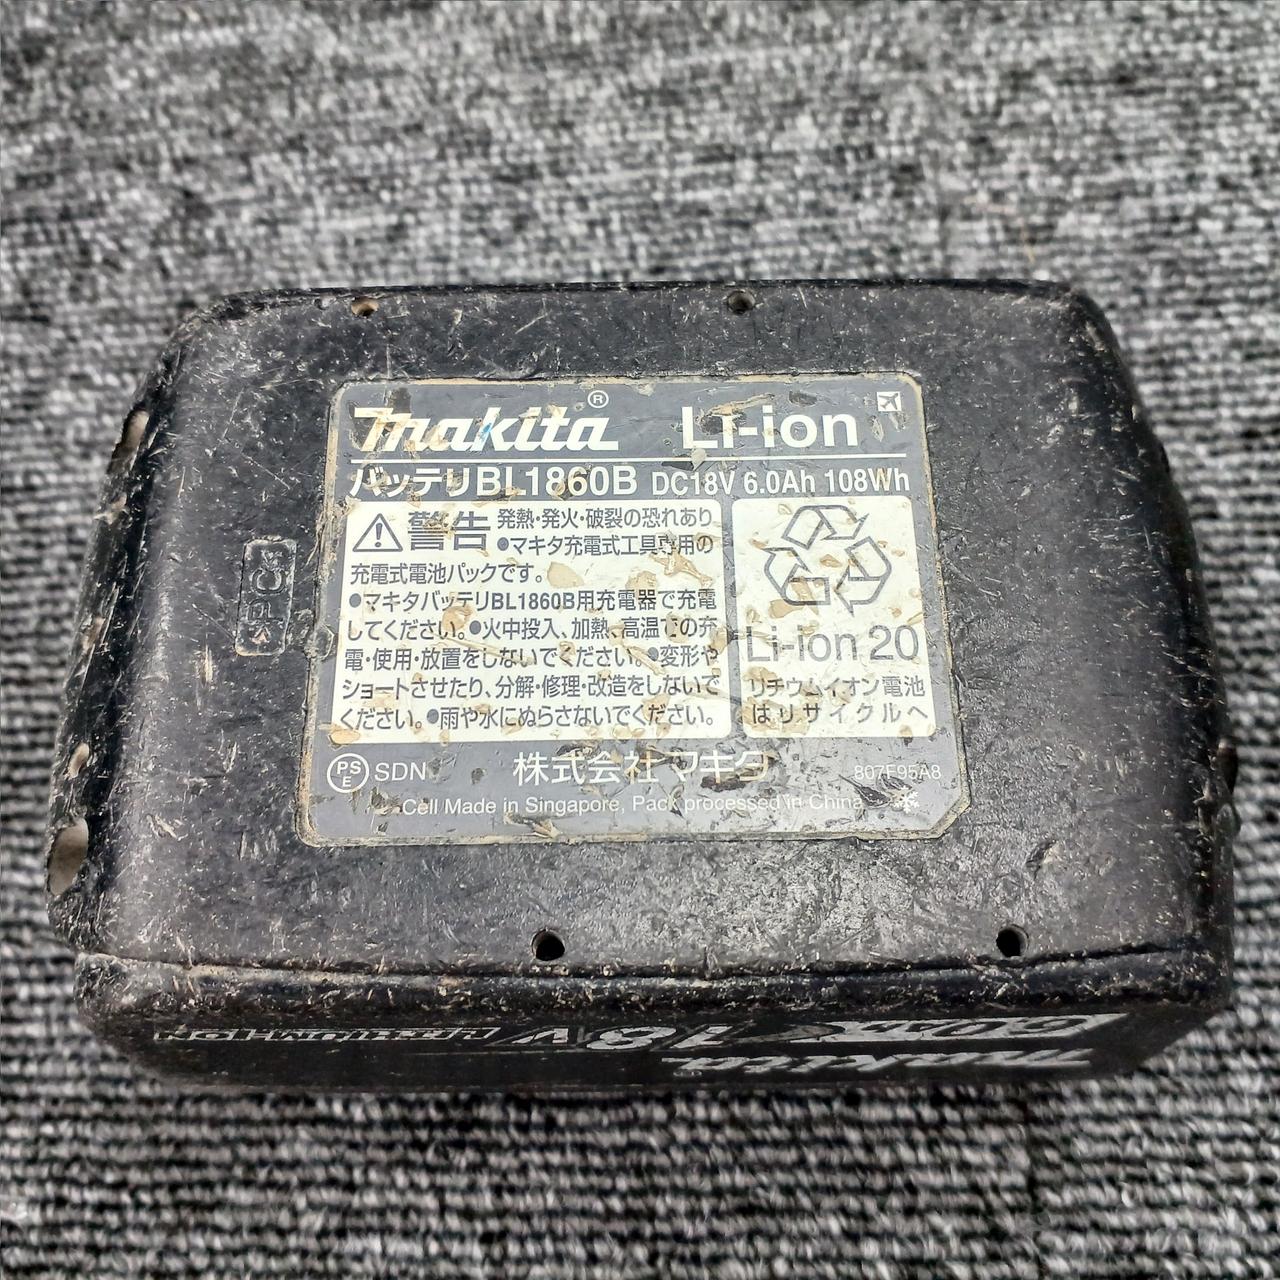 makita® Li-ion
バッテリBL1860B DC18V 6.0Ah 108Wh
警告 発熱・発火・破裂の恐れあり
●マキタ充電式工具専用の
充電式電池パックです。
●マキタバッテリBL1860B用充電器で充電
してください。●火中投入、加熱、高温での充
電・使用・放置をしないでください。●変形や
ショートさせたり、分解・修理・改造をしないで
ください。●雨や水にぬらさないでください。
Li-ion 20
リチウムイオン電池
はリサイクルへ
PS
E
SDN
株式会社 マキタ
807F95A8
Cell Made in Singapore, Pack processed in China
>PC<
LITHIUM-ION 18V 6.0Ah
makita